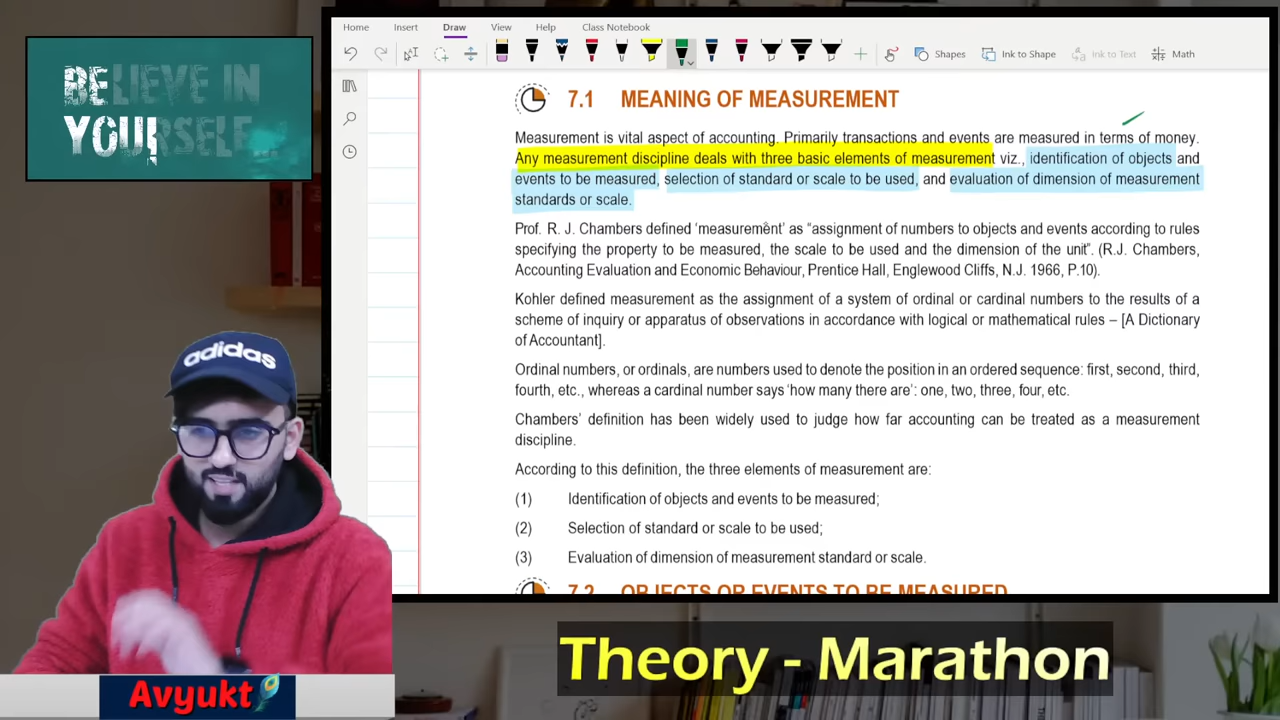 Home Insert Draw View Help Class Notebook
Shapes Ink to Shape Ink to Text Math
BELIEVE IN
YOURSELF
7.1 MEANING OF MEASUREMENT
Measurement is vital aspect of accounting. Primarily transactions and events are measured in terms of money.
Any measurement discipline deals with three basic elements of measurement viz., identification of objects and
events to be measured, selection of standard or scale to be used, and evaluation of dimension of measurement
standards or scale.
Prof. R. J. Chambers defined ‘measurement’ as “assignment of numbers to objects and events according to rules
specifying the property to be measured, the scale to be used and the dimension of the unit”. (R.J. Chambers,
Accounting Evaluation and Economic Behaviour, Prentice Hall, Englewood Cliffs, N.J. 1966, P.10).
Kohler defined measurement as the assignment of a system of ordinal or cardinal numbers to the results of a
scheme of inquiry or apparatus of observations in accordance with logical or mathematical rules – [A Dictionary
of Accountant].
Ordinal numbers, or ordinals, are numbers used to denote the position in an ordered sequence: first, second, third,
fourth, etc., whereas a cardinal number says ‘how many there are’: one, two, three, four, etc.
Chambers’ definition has been widely used to judge how far accounting can be treated as a measurement
discipline.
According to this definition, the three elements of measurement are:
(1) Identification of objects and events to be measured;
(2) Selection of standard or scale to be used;
(3) Evaluation of dimension of measurement standard or scale.
7.2 OBJECTS OR EVENTS TO BE MEASURED
adidas
Theory - Marathon
Avyukt